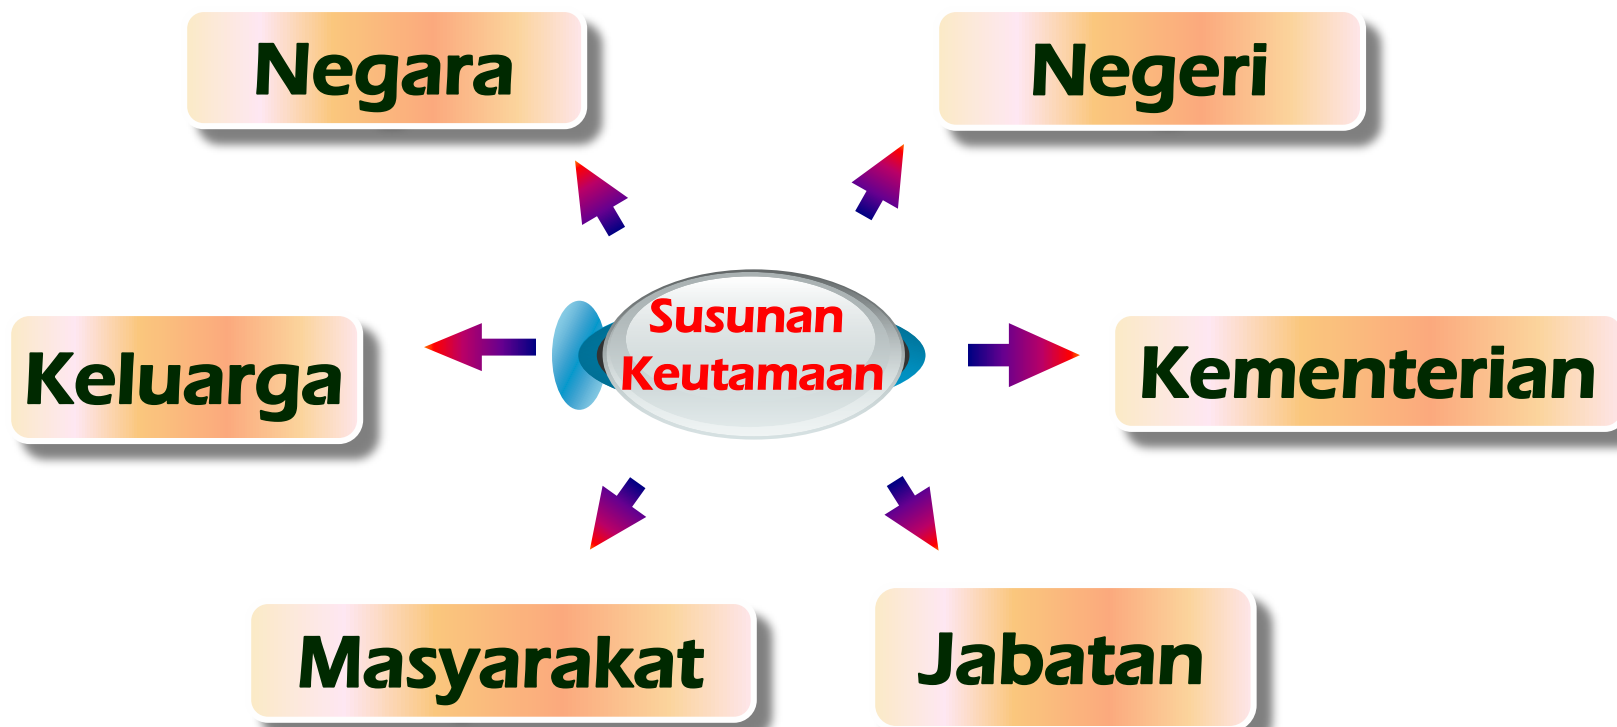 Negara
Negeri
Susunan
Keutamaan
Keluarga
Kementerian
Masyarakat
Jabatan